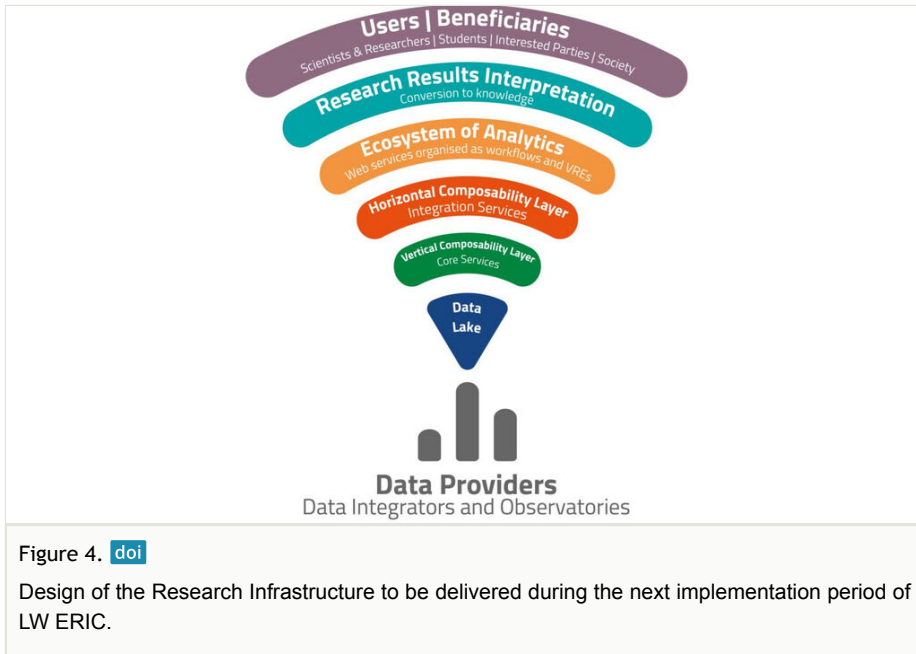 Users | Beneficiaries
Scientists & Researchers | Students | Interested Parties | Society
Research Results Interpretation
Conversion to knowledge
Ecosystem of Analytics
Web services organised as workflows and VREs
Horizontal Composability Layer
Integration Services
Vertical Composability Layer
Core Services
Data
Lake
Data Providers
Data Integrators and Observatories
Figure 4. doi
Design of the Research Infrastructure to be delivered during the next implementation period of
LW ERIC.